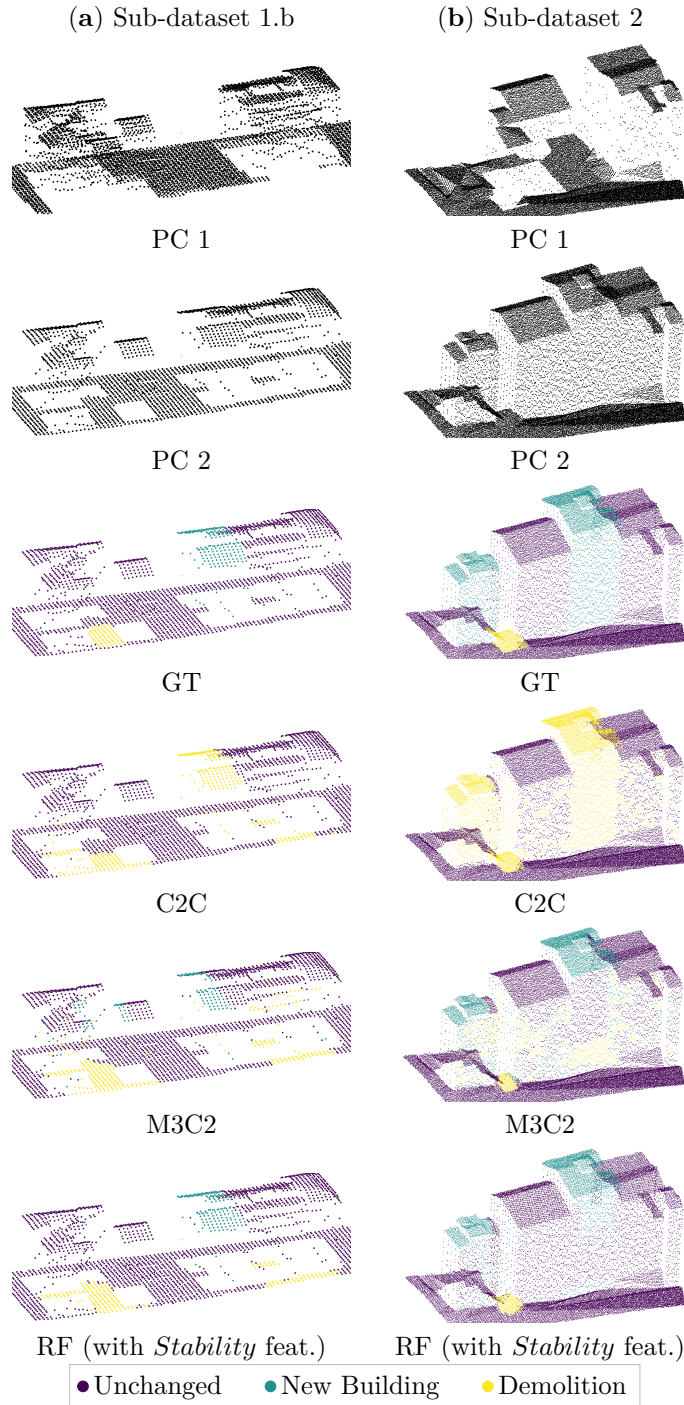 (a) Sub-dataset 1.b
(b) Sub-dataset 2
PC 1
PC 1
PC 2
PC 2
GT
GT
C2C
C2C
M3C2
M3C2
RF (with Stability feat.)
RF (with Stability feat.)
Unchanged New Building Demolition